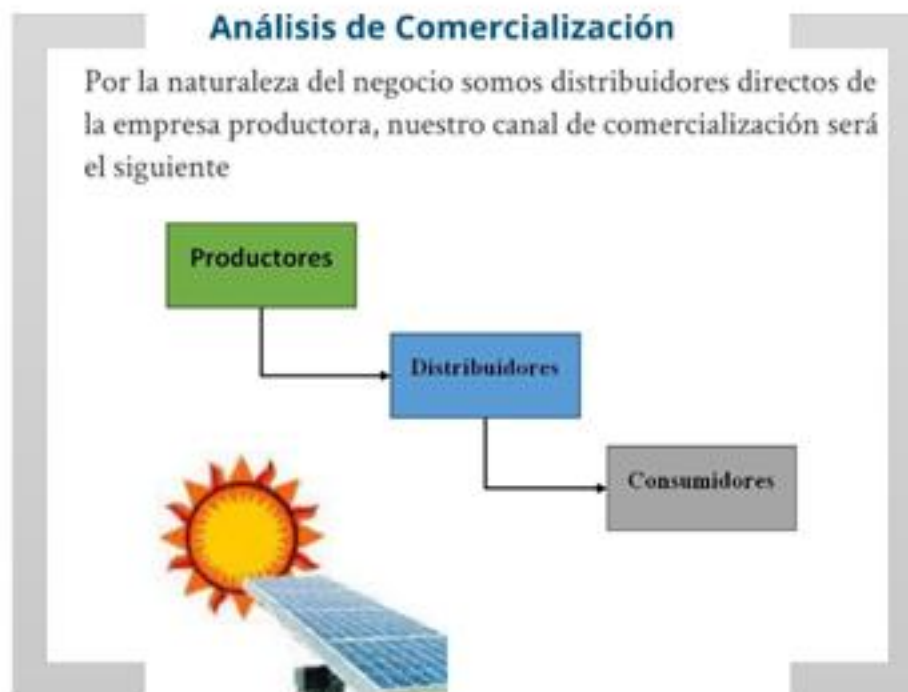 Análisis de Comercialización
Por la naturaleza del negocio somos distribuidores directos de
la empresa productora, nuestro canal de comercialización será
el siguiente
Productores
Distribuidores
Consumidores